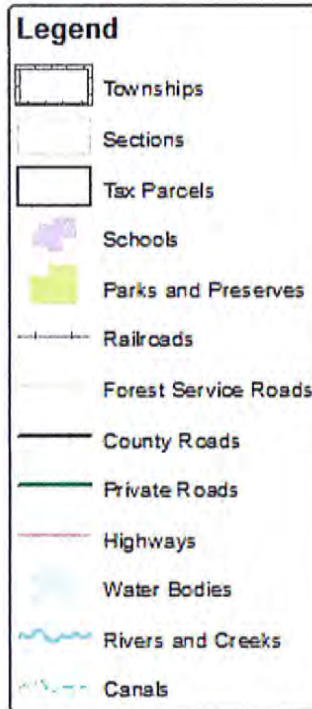 Legend
Townships
Sections
Tax Parcels
Schools
Parks and Preserves
Railroads
Forest Service Roads
County Roads
Private Roads
Highways
Water Bodies
Rivers and Creeks
Canals